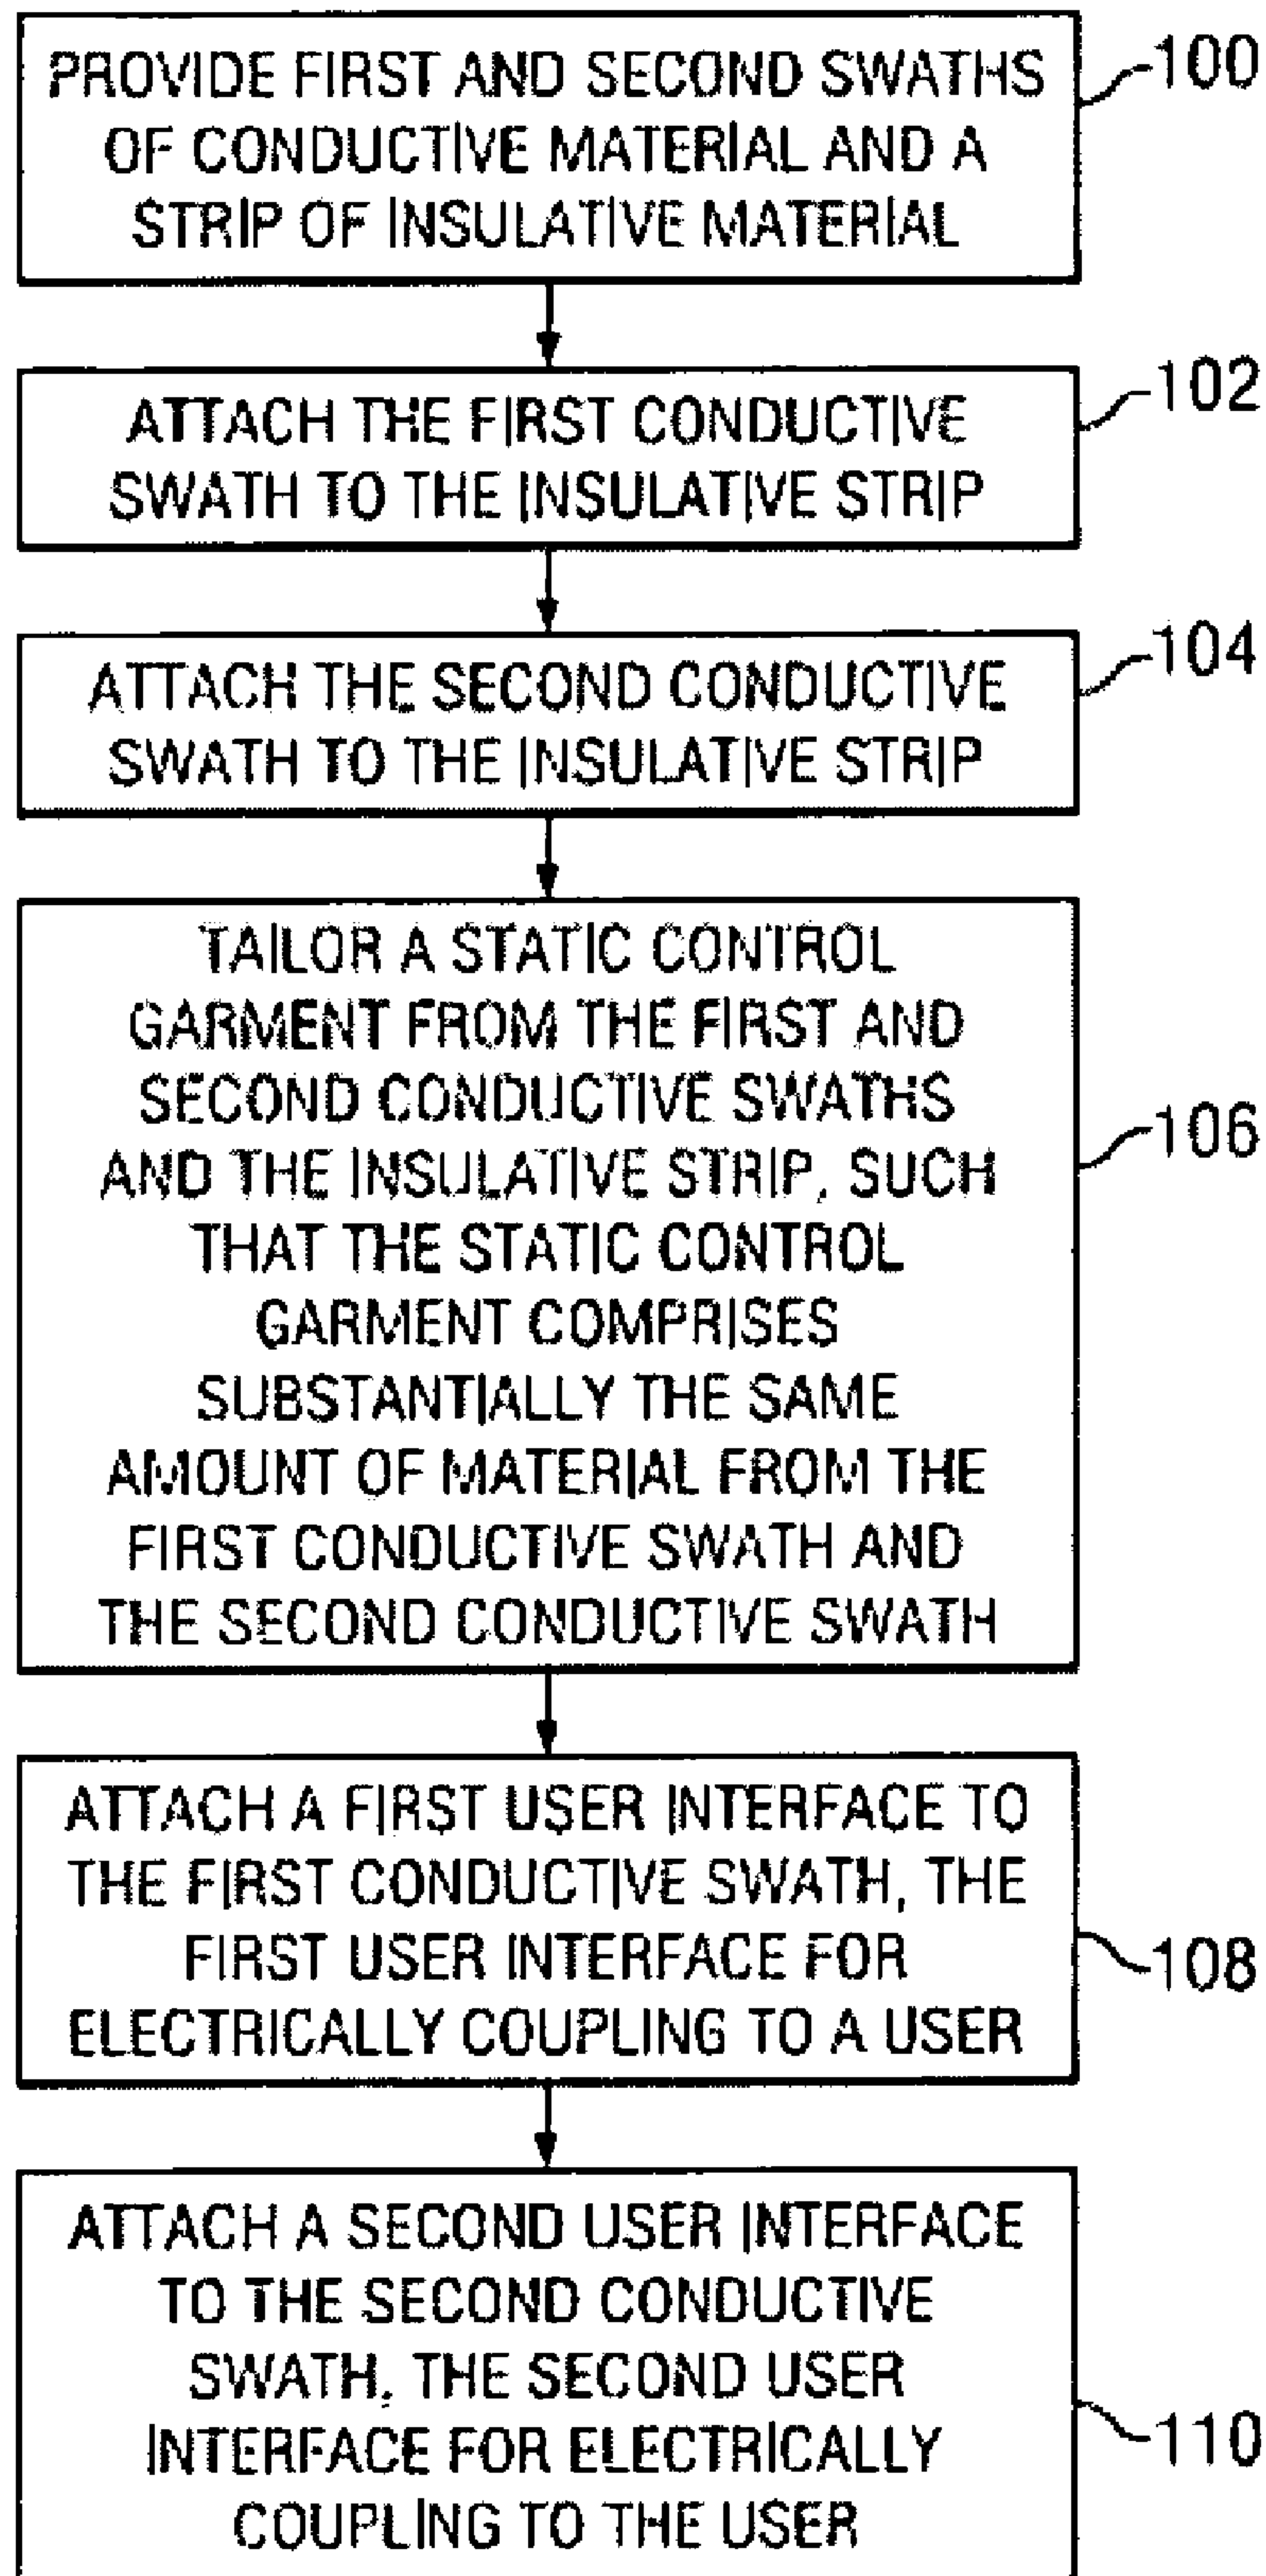 PROVIDE FIRST AND SECOND SWATHS
OF CONDUCTIVE MATERIAL AND A
STRIP OF INSULATIVE MATERIAL
100
ATTACH THE FIRST CONDUCTIVE
SWATH TO THE INSULATIVE STRIP
102
ATTACH THE SECOND CONDUCTIVE
SWATH TO THE INSULATIVE STRIP
104
TAILOR A STATIC CONTROL
GARMENT FROM THE FIRST AND
SECOND CONDUCTIVE SWATHS
AND THE INSULATIVE STRIP, SUCH
THAT THE STATIC CONTROL
GARMENT COMPRISES
SUBSTANTIALLY THE SAME
AMOUNT OF MATERIAL FROM THE
FIRST CONDUCTIVE SWATH AND
THE SECOND CONDUCTIVE SWATH
106
ATTACH A FIRST USER INTERFACE TO
THE FIRST CONDUCTIVE SWATH, THE
FIRST USER INTERFACE FOR
ELECTRICALLY COUPLING TO A USER
108
ATTACH A SECOND USER INTERFACE
TO THE SECOND CONDUCTIVE
SWATH, THE SECOND USER
INTERFACE FOR ELECTRICALLY
COUPLING TO THE USER
110